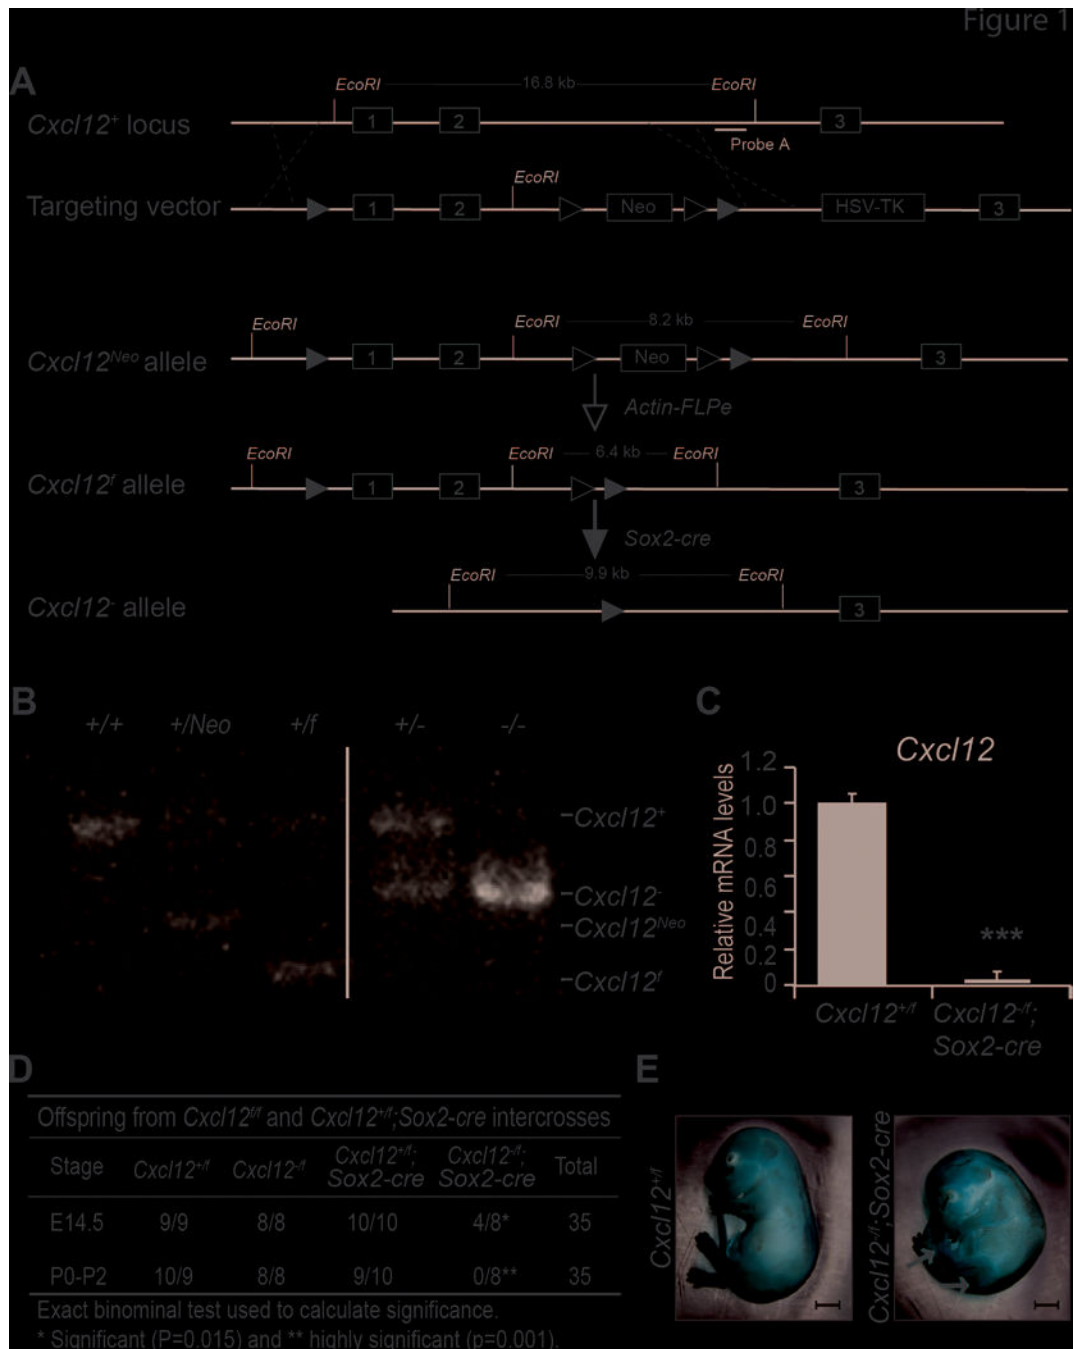 Figure 1
A
EcoRI 16.8 kb EcoRI
Cxcl12+ locus 1 2 3
Probe A
EcoRI
Targeting vector 1 2 Neo HSV-TK 3
EcoRI EcoRI 8.2 kb EcoRI
Cxcl12Neo allele 1 2 Neo 3
Actin-FLPe
EcoRI EcoRI 6.4 kb EcoRI
Cxcl12f allele 1 2 3
Sox2-cre
EcoRI 9.9 kb EcoRI
Cxcl12- allele 3
B
+/+ +/Neo +/f +/- -/-
Cxcl12+
Cxcl12-
Cxcl12Neo
Cxcl12f
C
Cxcl12
Relative mRNA levels
1.2
1.0
0.8
0.6
0.4
0.2
0
***
Cxcl12+/f Cxcl12-/f;
Sox2-cre
D
Offspring from Cxcl12f/f and Cxcl12+/f;Sox2-cre intercrosses
Stage Cxcl12+/f Cxcl12-/f Cxcl12+/f;Sox2-cre Cxcl12-/f;Sox2-cre Total
E14.5 9/9 8/8 10/10 4/8* 35
P0-P2 10/9 8/8 9/10 0/8** 35
Exact binominal test used to calculate significance.
* Significant (P=0.015) and ** highly significant (p=0.001).
E
Cxcl12+/f
Cxcl12-/f;Sox2-cre